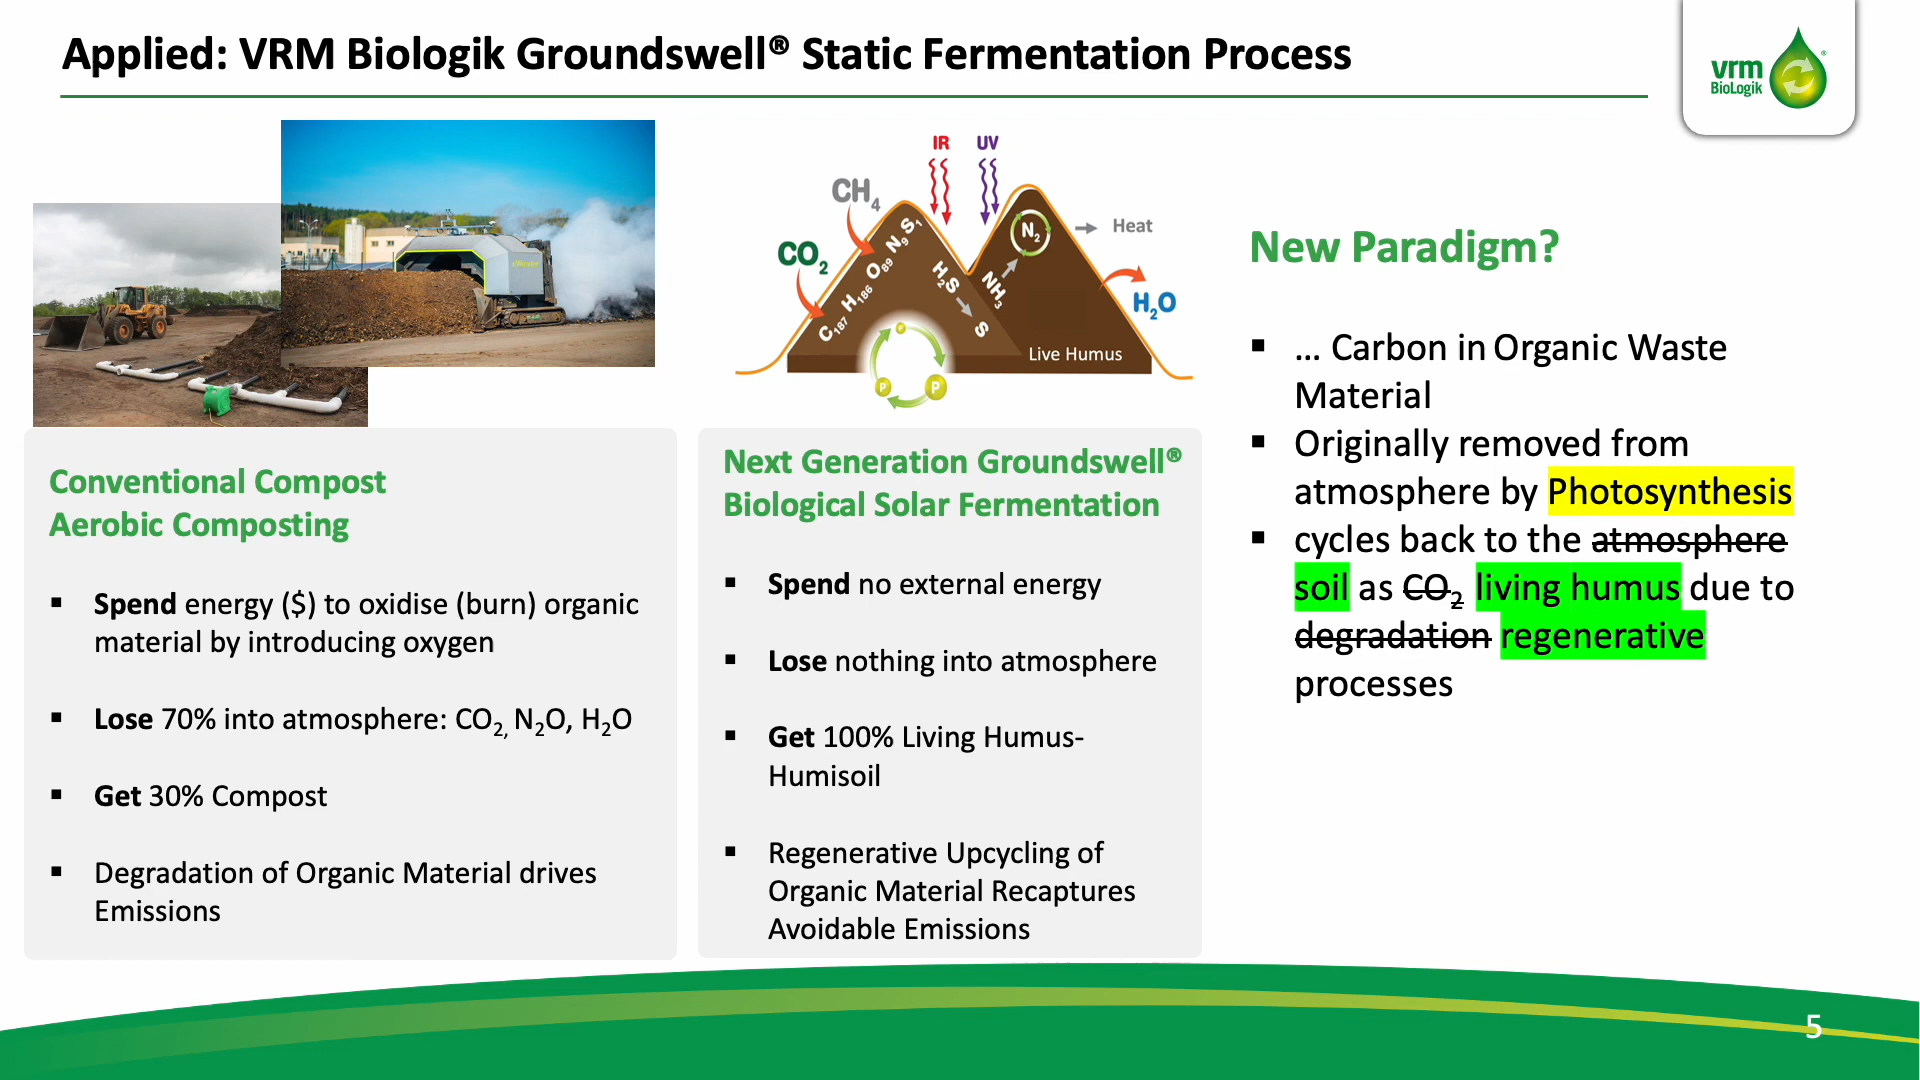 Applied: VRM Biologik Groundswell® Static Fermentation Process
vrm
BioLogik
®
IR UV
CH₄
CO₂
C₁₈₇ H₁₈₆ O₈₉ N₉ S₁
H₂S → S
NH₃
N₂
→ Heat
H₂O
Live Humus
P
P
P
Conventional Compost
Aerobic Composting
▪ Spend energy ($) to oxidise (burn) organic
material by introducing oxygen
▪ Lose 70% into atmosphere: CO₂, N₂O, H₂O
▪ Get 30% Compost
▪ Degradation of Organic Material drives
Emissions
Next Generation Groundswell®
Biological Solar Fermentation
▪ Spend no external energy
▪ Lose nothing into atmosphere
▪ Get 100% Living Humus-
Humisoil
▪ Regenerative Upcycling of
Organic Material Recaptures
Avoidable Emissions
New Paradigm?
▪ ... Carbon in Organic Waste
Material
▪ Originally removed from
atmosphere by Photosynthesis
▪ cycles back to the atmosphere
soil as CO₂ living humus due to
degradation regenerative
processes
5